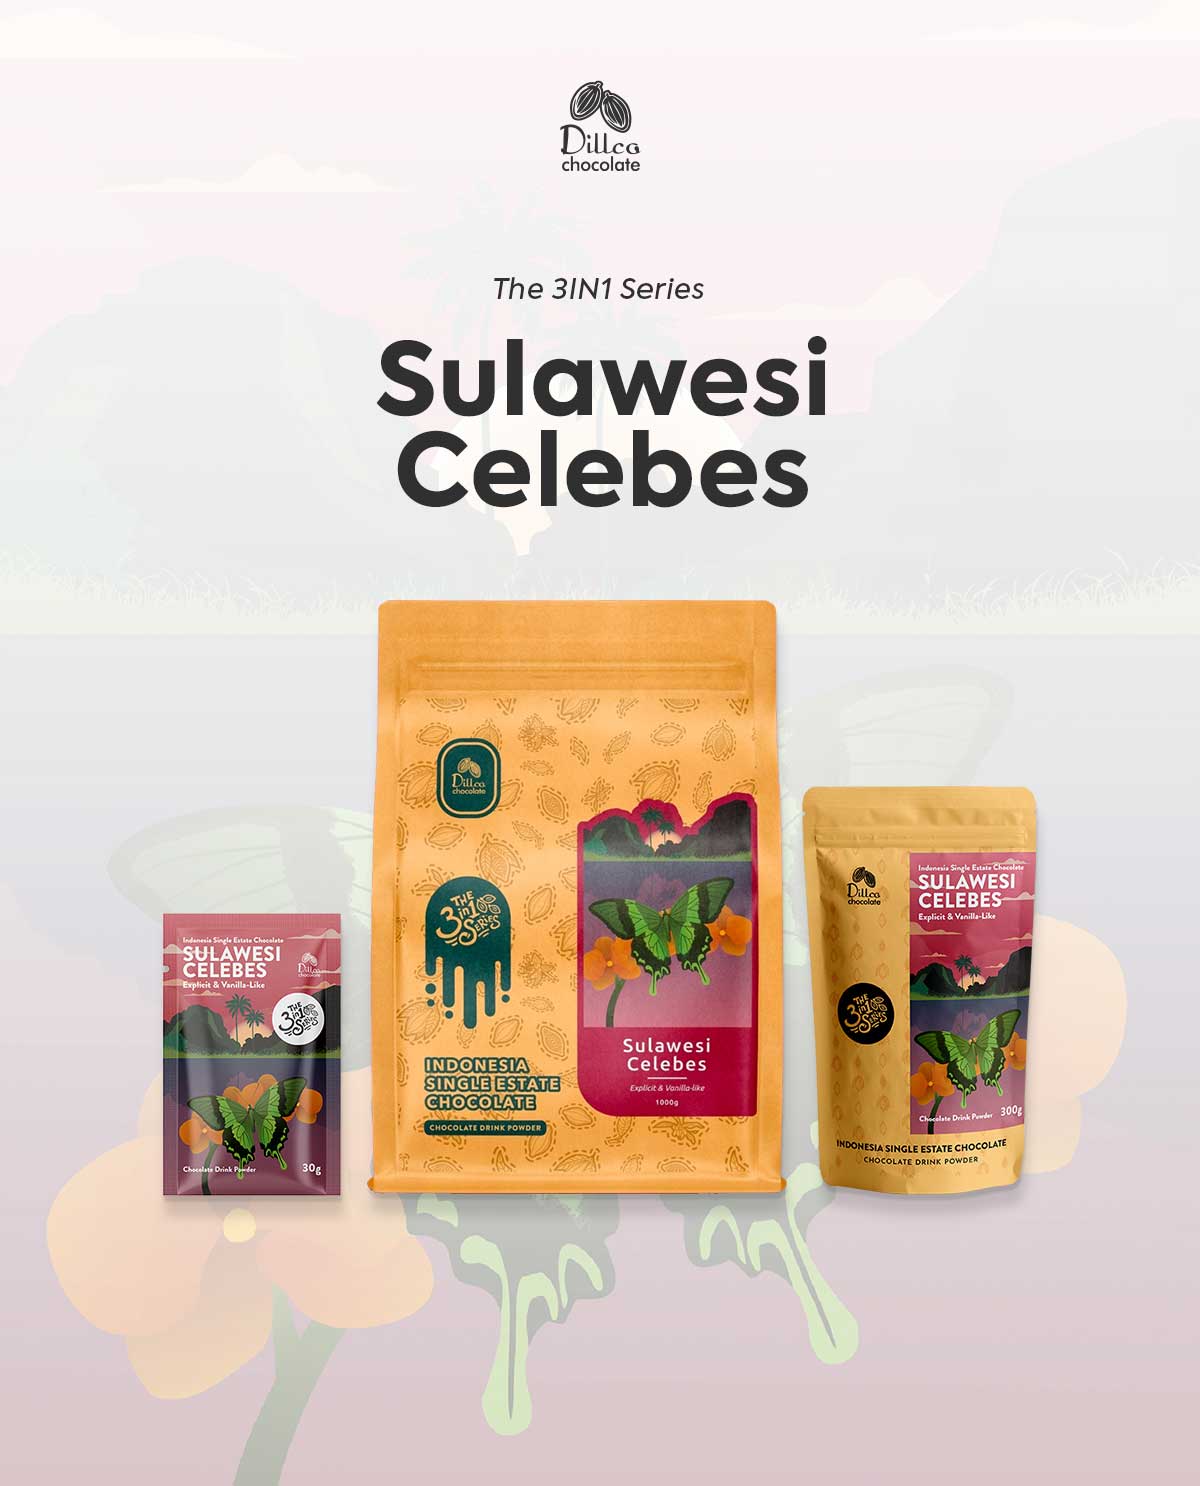 Dillco
chocolate
The 3IN1 Series
Sulawesi
Celebes
Indonesia Single Estate Chocolate
SULAWESI
CELEBES
Explicit & Vanilla-Like
Dillco
chocolate
THE
3in1
SERIES
Chocolate Drink Powder
30g
Dillco
chocolate
THE
3in1
SERIES
INDONESIA
SINGLE ESTATE
CHOCOLATE
CHOCOLATE DRINK POWDER
Sulawesi
Celebes
Explicit & Vanilla-like
1000g
Dillco
chocolate
Indonesia Single Estate Chocolate
SULAWESI
CELEBES
Explicit & Vanilla-Like
THE
3in1
SERIES
Chocolate Drink Powder
300g
INDONESIA SINGLE ESTATE CHOCOLATE
CHOCOLATE DRINK POWDER